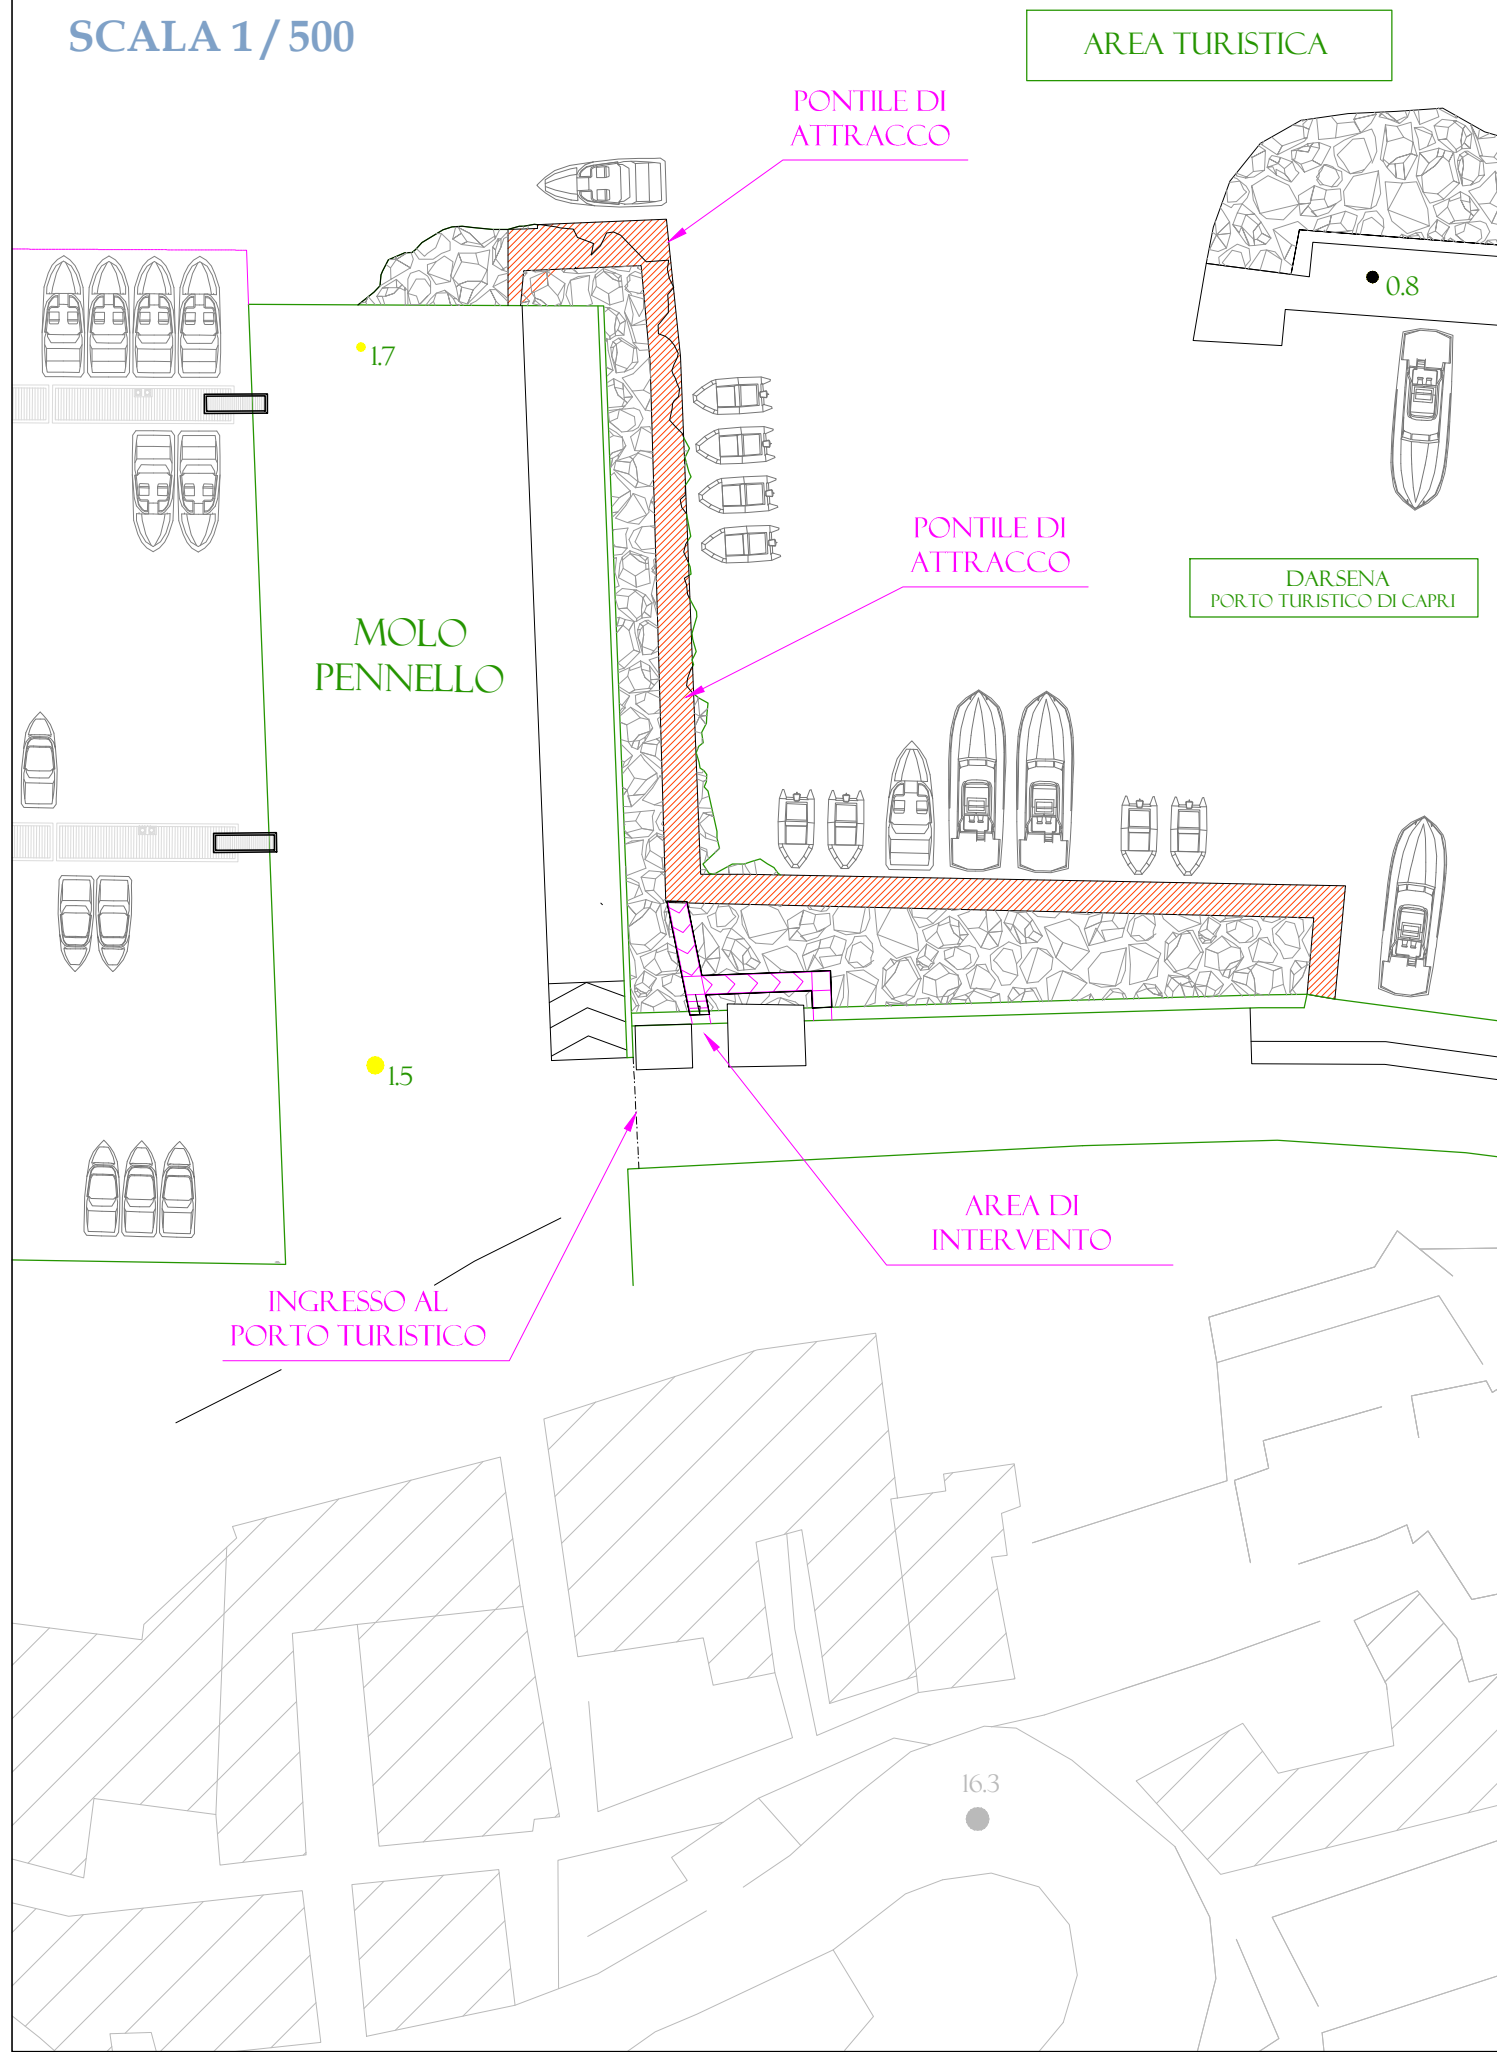 SCALA 1 / 500
AREA TURISTICA
PONTILE DI
ATTRACCO
0.8
1.7
PONTILE DI
ATTRACCO
DARSENA
PORTO TURISTICO DI CAPRI
MOLO
PENNELLO
1.5
AREA DI
INTERVENTO
INGRESSO AL
PORTO TURISTICO
16.3